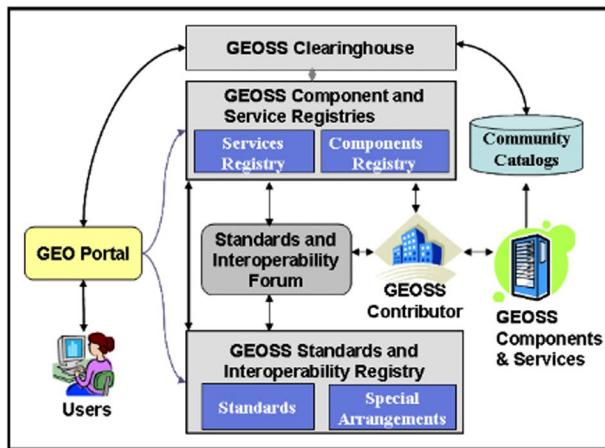 GEOSS Clearinghouse
GEOSS Component and
Service Registries
Services
Registry
Components
Registry
Community
Catalogs
GEO Portal
Standards and
Interoperability
Forum
GEOSS
Contributor
GEOSS
Components
& Services
Users
GEOSS Standards and
Interoperability Registry
Standards
Special
Arrangements